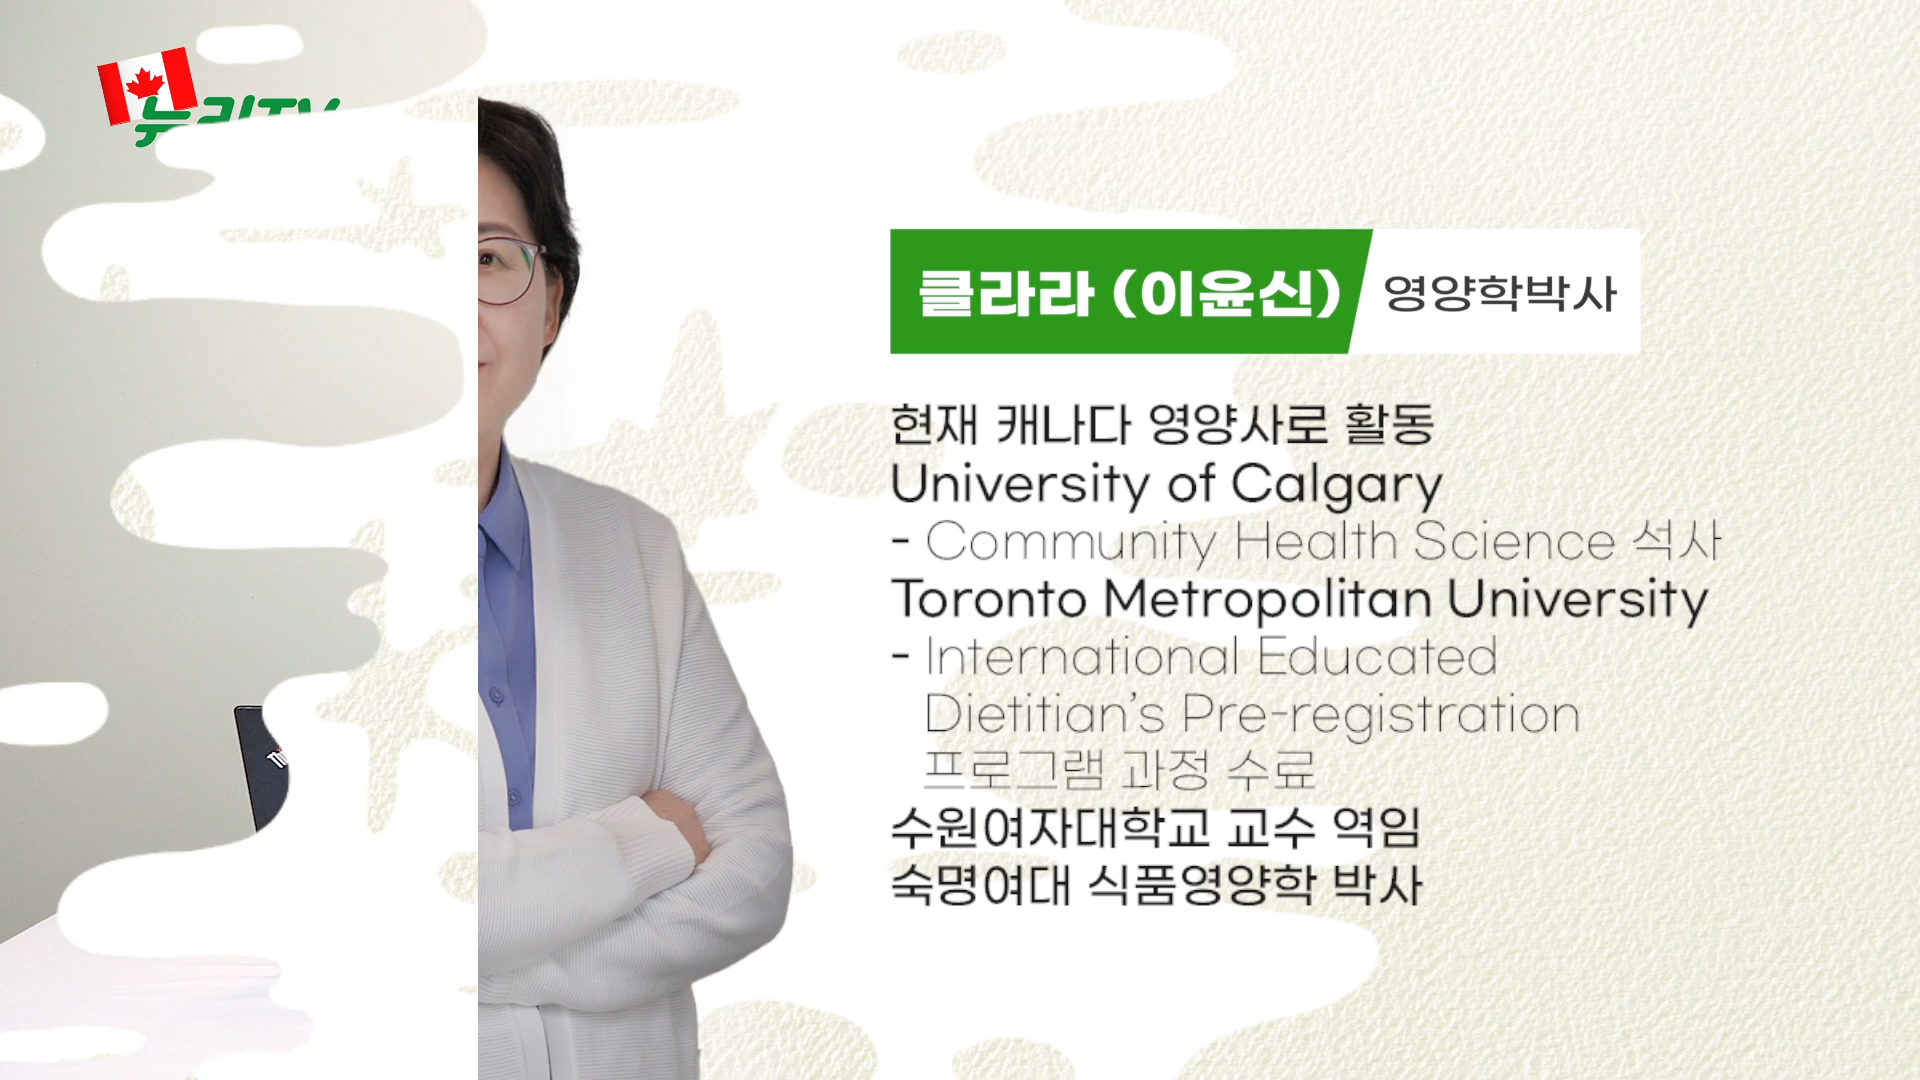 클라라 (이윤신) 영양학박사
현재 캐나다 영양사로 활동
University of Calgary
- Community Health Science 석사
Toronto Metropolitan University
- International Educated
Dietitian’s Pre-registration
프로그램 과정 수료
수원여자대학교 교수 역임
숙명여대 식품영양학 박사